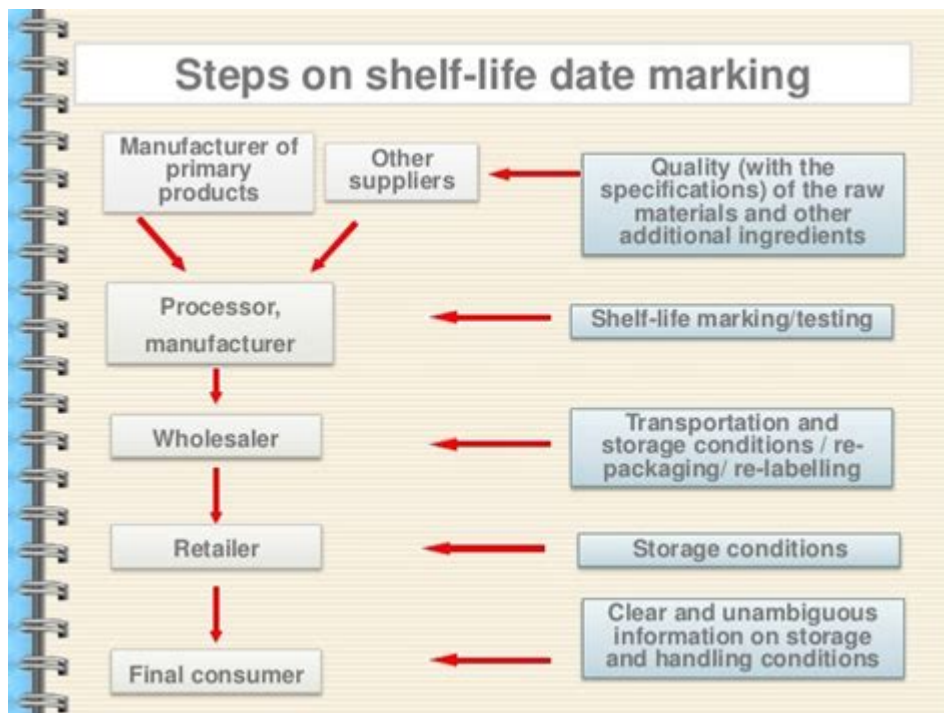 Steps on shelf-life date marking
Manufacturer of
primary
products
Other
suppliers
Quality (with the
specifications) of the raw
materials and other
additional ingredients
Processor,
manufacturer
Shelf-life marking/testing
Wholesaler
Transportation and
storage conditions / re-
packaging/ re-labelling
Retailer
Storage conditions
Final consumer
Clear and unambiguous
information on storage
and handling conditions